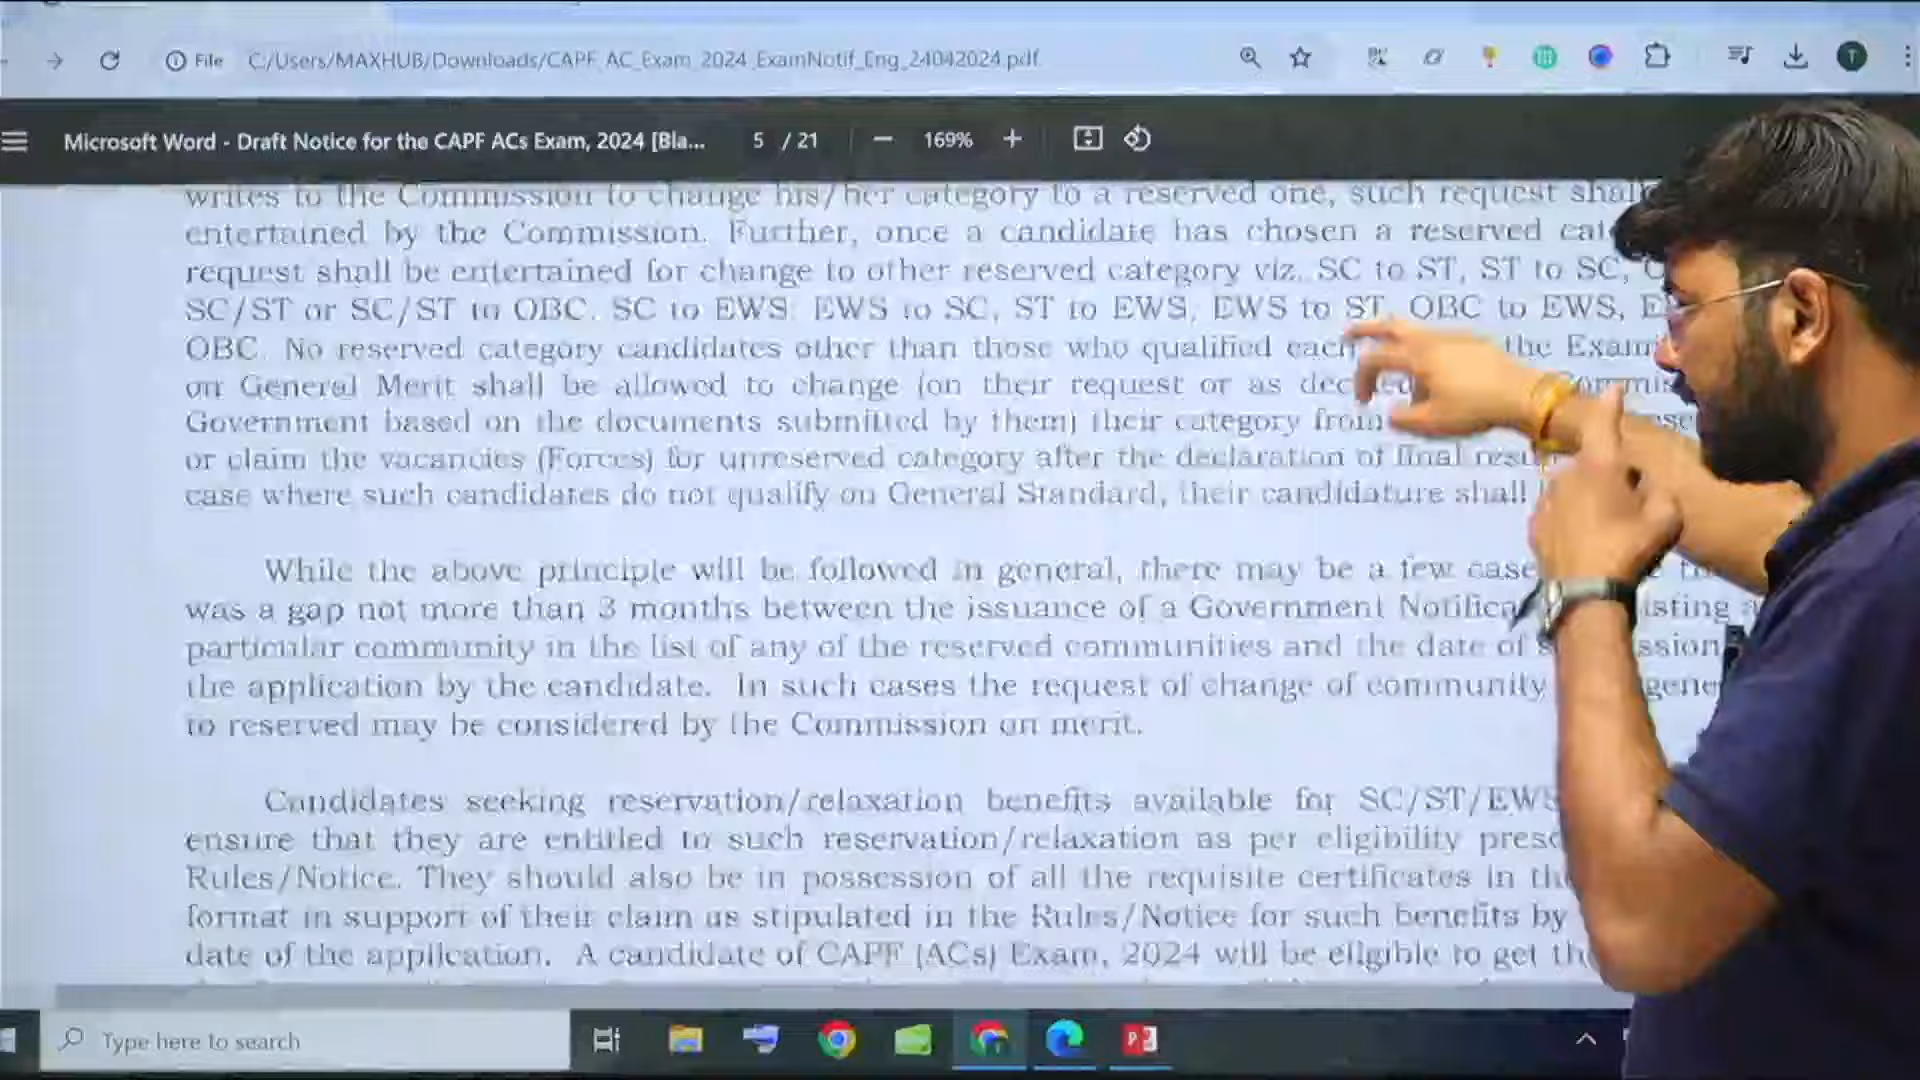 File C:/Users/MAXHUB/Downloads/CAPF_AC_Exam_2024_ExamNotif_Eng_24042024.pdf
T
Microsoft Word - Draft Notice for the CAPF ACs Exam, 2024 [Bla... 5 / 21 169%
writes to the Commission to change his/her category to a reserved one, such request shall
entertained by the Commission. Further, once a candidate has chosen a reserved
request shall be entertained for change to other reserved category viz. SC to ST, ST to SC,
SC/ST or SC/ST to OBC, SC to EWS, EWS to SC, ST to EWS, EWS to ST, OBC to EWS,
OBC. No reserved category candidates other than those who qualified each the
on General Merit shall be allowed to change (on their request or as
Government based on the documents submitted by them) their category from
or claim the vacancies (Forces) for unreserved category after the declaration of final
case where such candidates do not qualify on General Standard, their candidature shall
While the above principle will be followed in general, there may be a few
was a gap not more than 3 months between the issuance of a Government
particular community in the list of any of the reserved communities and the date of
the application by the candidate. In such cases the request of change of community
to reserved may be considered by the Commission on merit.
Candidates seeking reservation/relaxation benefits available for SC/ST/EWS
ensure that they are entitled to such reservation/relaxation as per eligibility
Rules/Notice. They should also be in possession of all the requisite certificates in
format in support of their claim as stipulated in the Rules/Notice for such benefits by
date of the application. A candidate of CAPF (ACs) Exam, 2024 will be eligible to get
Type here to search